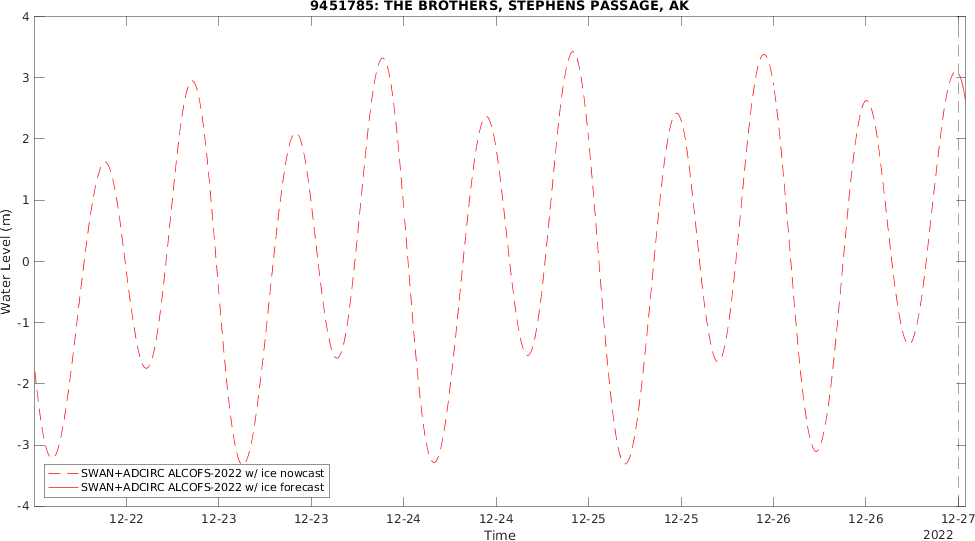 9451785: THE BROTHERS, STEPHENS PASSAGE, AK
4
3
2
1
0
-1
-2
-3
-4
Water Level (m)
SWAN+ADCIRC ALCOFS-2022 w/ ice nowcast
SWAN+ADCIRC ALCOFS-2022 w/ ice forecast
12-22 12-23 12-23 12-24 12-24 12-25 12-25 12-26 12-26 12-27
Time
2022